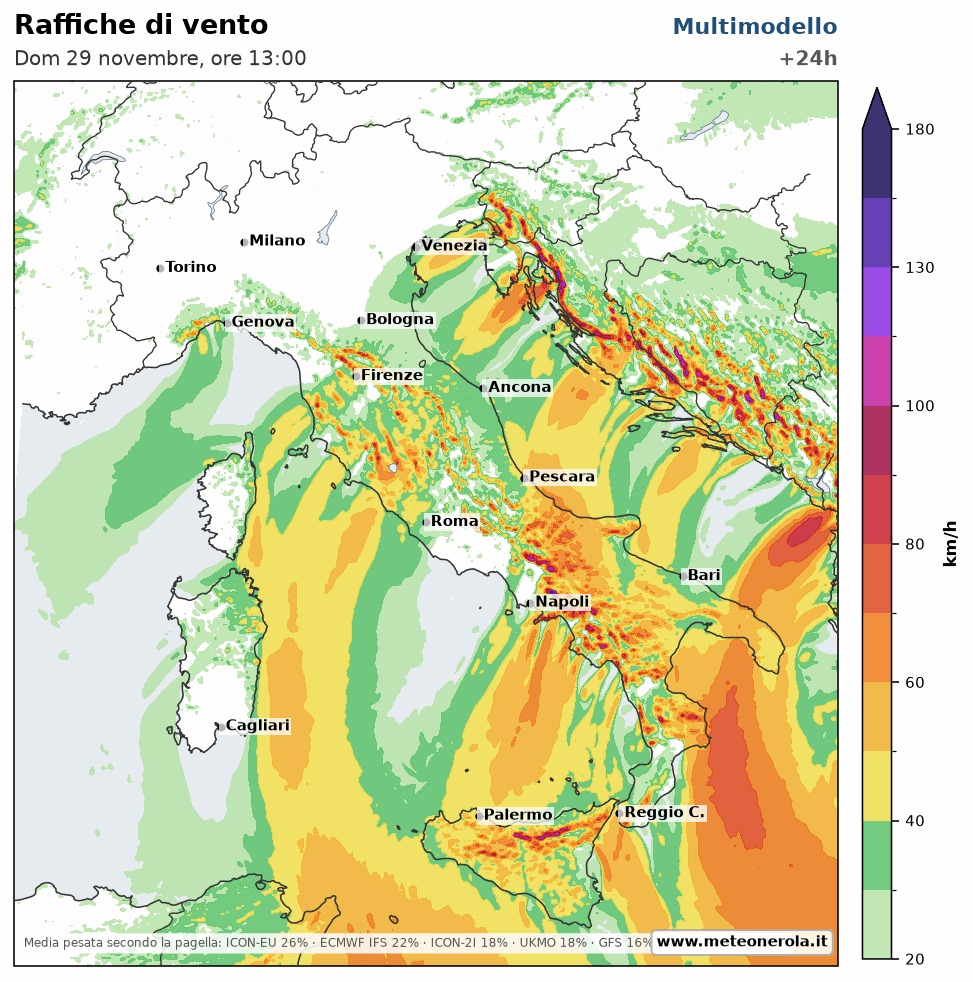 Raffiche di vento
Multimodello
Dom 29 novembre, ore 13:00
+24h
180
130
100
80
60
40
20
km/h
Milano
Venezia
Torino
Genova
Bologna
Firenze
Ancona
Pescara
Roma
Bari
Napoli
Cagliari
Palermo
Reggio C.
Media pesata secondo la pagella: ICON-EU 26% · ECMWF IFS 22% · ICON-2I 18% · UKMO 18% · GFS 16%
www.meteonerola.it